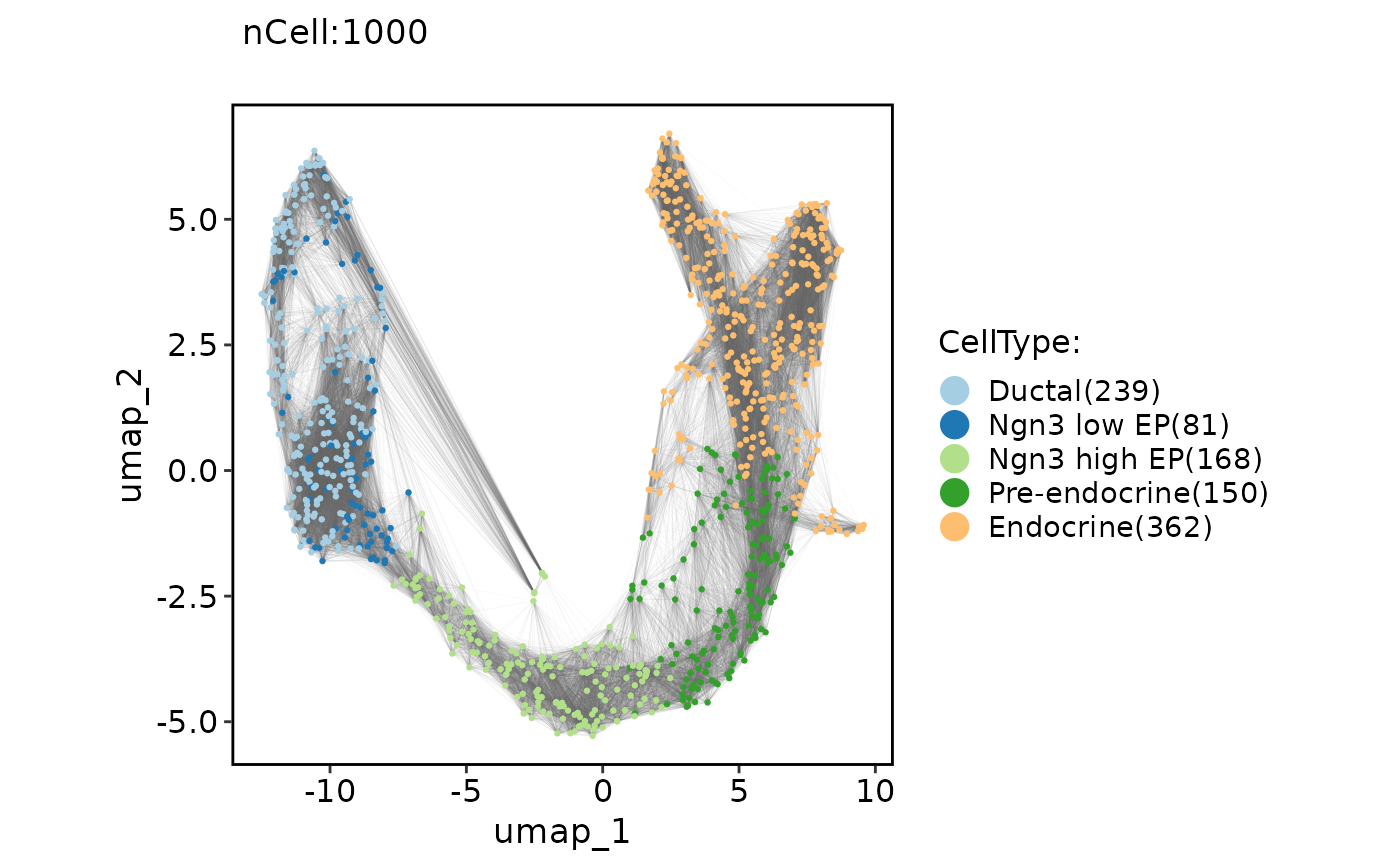 nCell:1000
5.0
2.5
0.0
-2.5
-5.0
umap_2
-10
-5
0
5
10
umap_1
CellType:
Ductal(239)
Ngn3 low EP(81)
Ngn3 high EP(168)
Pre-endocrine(150)
Endocrine(362)